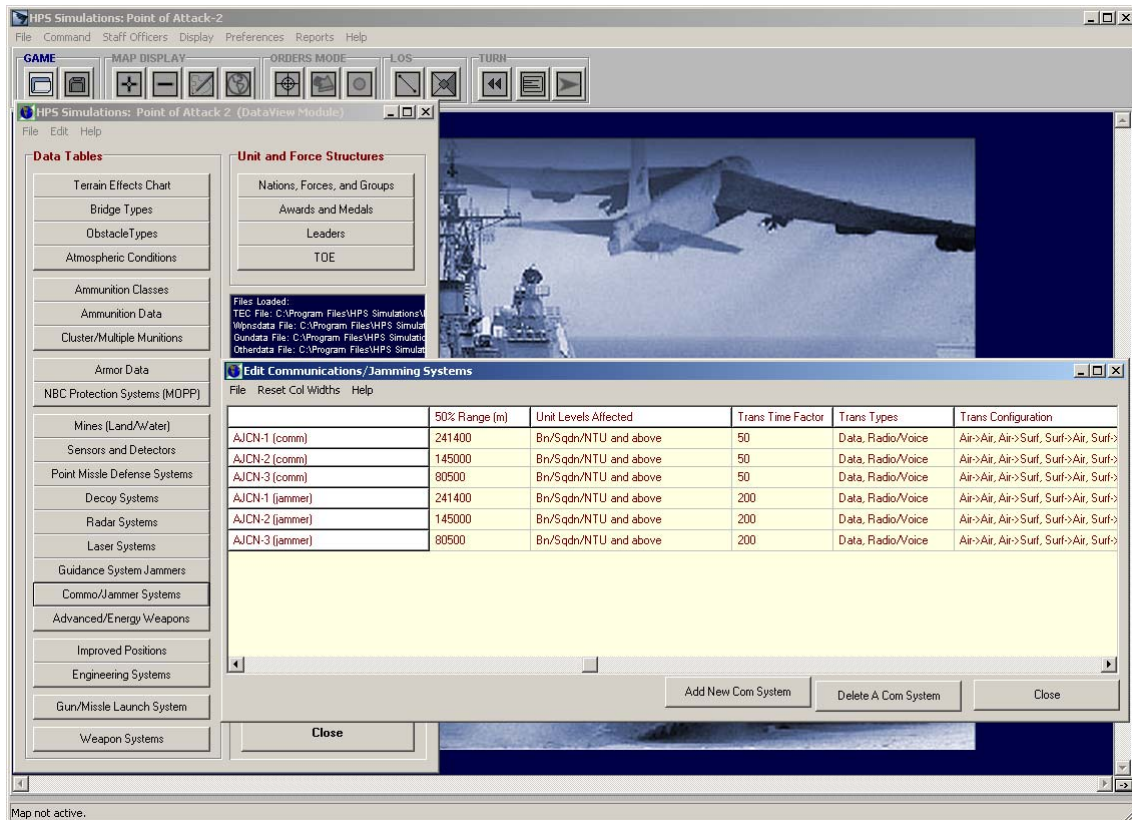 HPS Simulations: Point of Attack-2
File Command Staff Officers Display Preferences Reports Help
GAME MAP DISPLAY ORDERS MODE LOS TURN
HPS Simulations: Point of Attack 2 (DataView Module)
File Edit Help
Data Tables
Terrain Effects Chart
Bridge Types
ObstacleTypes
Atmospheric Conditions
Ammunition Classes
Ammunition Data
Cluster/Multiple Munitions
Armor Data
NBC Protection Systems (MOPP)
Mines (Land/Water)
Sensors and Detectors
Point Missle Defense Systems
Decoy Systems
Radar Systems
Laser Systems
Guidance System Jammers
Commo/Jammer Systems
Advanced/Energy Weapons
Improved Positions
Engineering Systems
Gun/Missle Launch System
Weapon Systems
Unit and Force Structures
Nations, Forces, and Groups
Awards and Medals
Leaders
TOE
Files Loaded:
TEC File: C:\Program Files\HPS Simulations\
Wpnsdata File: C:\Program Files\HPS Simulat
Gundata File: C:\Program Files\HPS Simulatic
Otherdata File: C:\Program Files\HPS Simulat
Close
Edit Communications/Jamming Systems
File Reset Col Widths Help
50% Range (m) Unit Levels Affected Trans Time Factor Trans Types Trans Configuration
AJCN-1 (comm) 241400 Bn/Sqdn/NTU and above 50 Data, Radio/Voice Air->Air, Air->Surf, Surf->Air, Surf->
AJCN-2 (comm) 145000 Bn/Sqdn/NTU and above 50 Data, Radio/Voice Air->Air, Air->Surf, Surf->Air, Surf->
AJCN-3 (comm) 80500 Bn/Sqdn/NTU and above 50 Data, Radio/Voice Air->Air, Air->Surf, Surf->Air, Surf->
AJCN-1 (jammer) 241400 Bn/Sqdn/NTU and above 200 Data, Radio/Voice Air->Air, Air->Surf, Surf->Air, Surf->
AJCN-2 (jammer) 145000 Bn/Sqdn/NTU and above 200 Data, Radio/Voice Air->Air, Air->Surf, Surf->Air, Surf->
AJCN-3 (jammer) 80500 Bn/Sqdn/NTU and above 200 Data, Radio/Voice Air->Air, Air->Surf, Surf->Air, Surf->
Add New Com System Delete A Com System Close
Map not active.